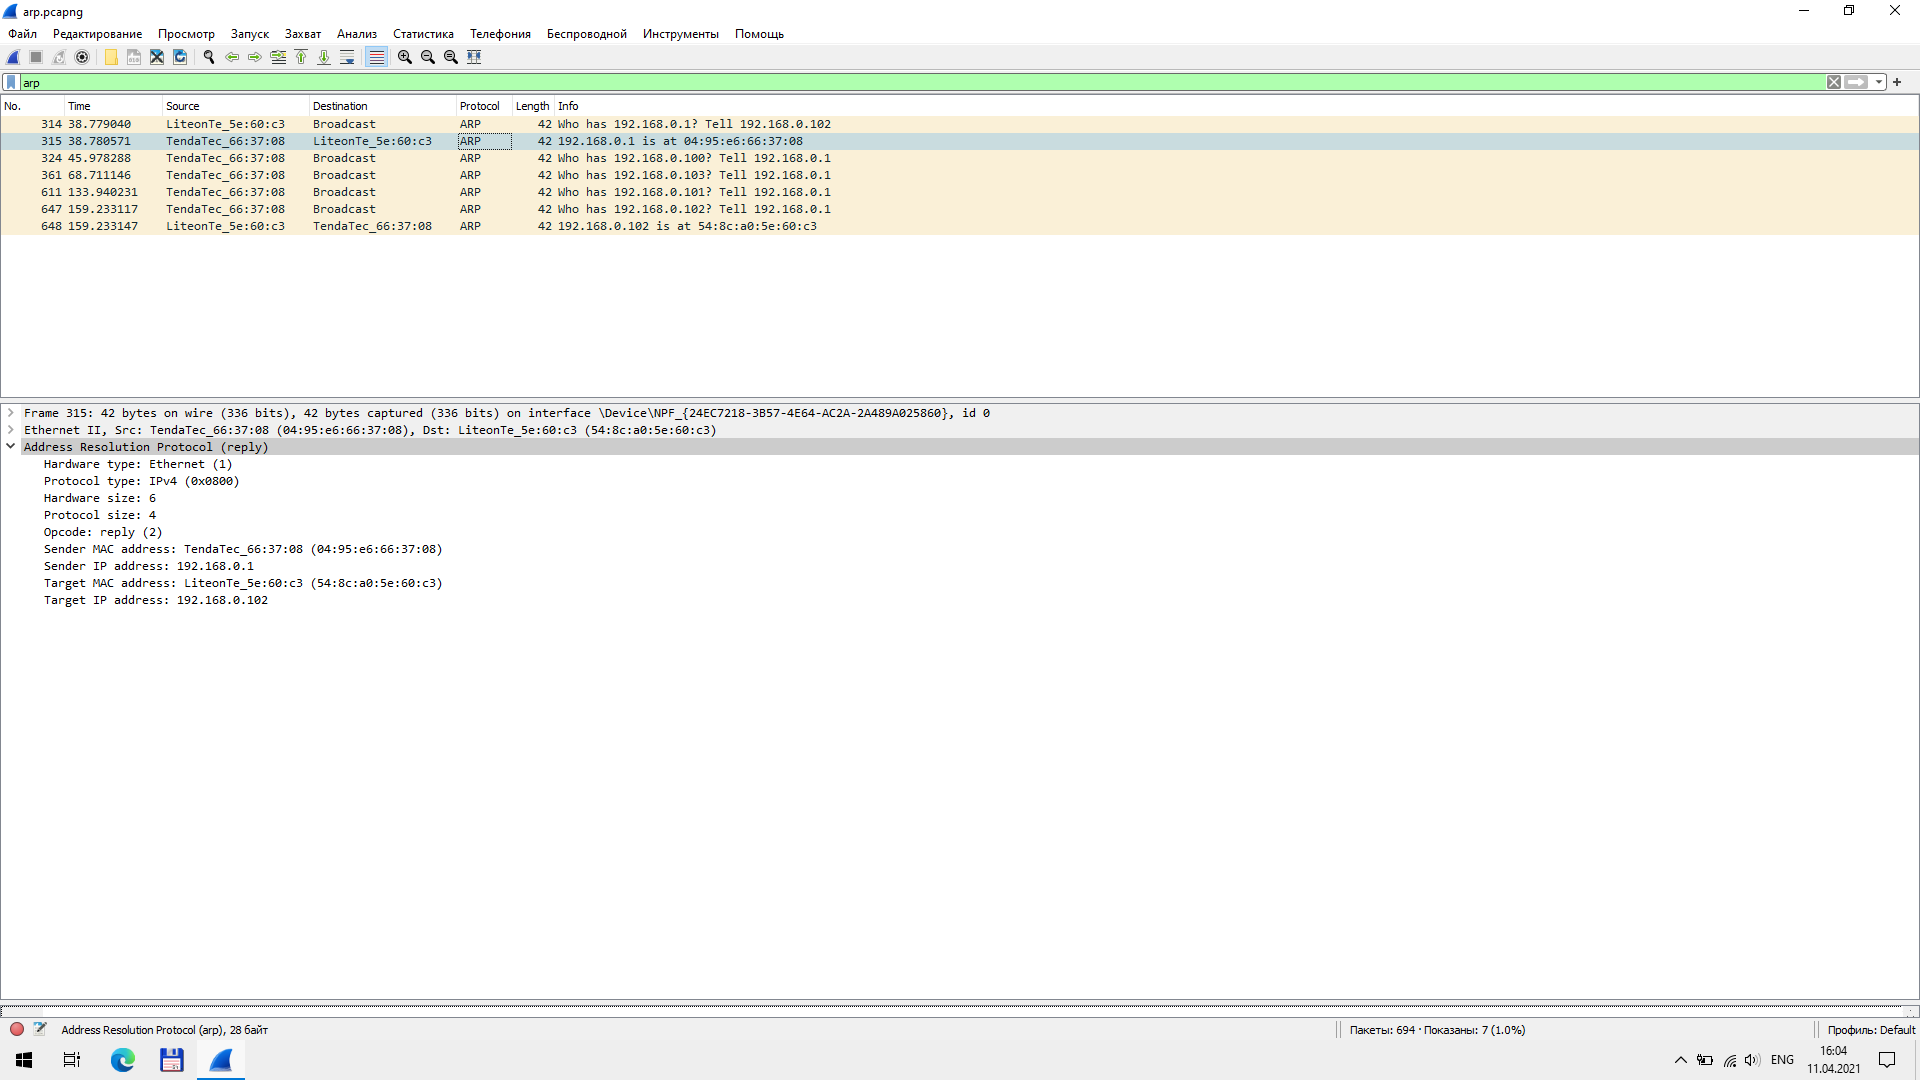 arp.pcapng
Файл Редактирование Просмотр Запуск Захват Анализ Статистика Телефония Беспроводной Инструменты Помощь
arp
No. Time Source Destination Protocol Length Info
314 38.779040 LiteonTe_5e:60:c3 Broadcast ARP 42 Who has 192.168.0.1? Tell 192.168.0.102
315 38.780571 TendaTec_66:37:08 LiteonTe_5e:60:c3 ARP 42 192.168.0.1 is at 04:95:e6:66:37:08
324 45.978288 TendaTec_66:37:08 Broadcast ARP 42 Who has 192.168.0.100? Tell 192.168.0.1
361 68.711146 TendaTec_66:37:08 Broadcast ARP 42 Who has 192.168.0.103? Tell 192.168.0.1
611 133.940231 TendaTec_66:37:08 Broadcast ARP 42 Who has 192.168.0.101? Tell 192.168.0.1
647 159.233117 TendaTec_66:37:08 Broadcast ARP 42 Who has 192.168.0.102? Tell 192.168.0.1
648 159.233147 LiteonTe_5e:60:c3 TendaTec_66:37:08 ARP 42 192.168.0.102 is at 54:8c:a0:5e:60:c3
Frame 315: 42 bytes on wire (336 bits), 42 bytes captured (336 bits) on interface \Device\NPF_{24EC7218-3B57-4E64-AC2A-2A489A025860}, id 0
Ethernet II, Src: TendaTec_66:37:08 (04:95:e6:66:37:08), Dst: LiteonTe_5e:60:c3 (54:8c:a0:5e:60:c3)
Address Resolution Protocol (reply)
Hardware type: Ethernet (1)
Protocol type: IPv4 (0x0800)
Hardware size: 6
Protocol size: 4
Opcode: reply (2)
Sender MAC address: TendaTec_66:37:08 (04:95:e6:66:37:08)
Sender IP address: 192.168.0.1
Target MAC address: LiteonTe_5e:60:c3 (54:8c:a0:5e:60:c3)
Target IP address: 192.168.0.102
Address Resolution Protocol (arp), 28 байт
Пакеты: 694 · Показаны: 7 (1.0%)
Профиль: Default
ENG
16:04
11.04.2021